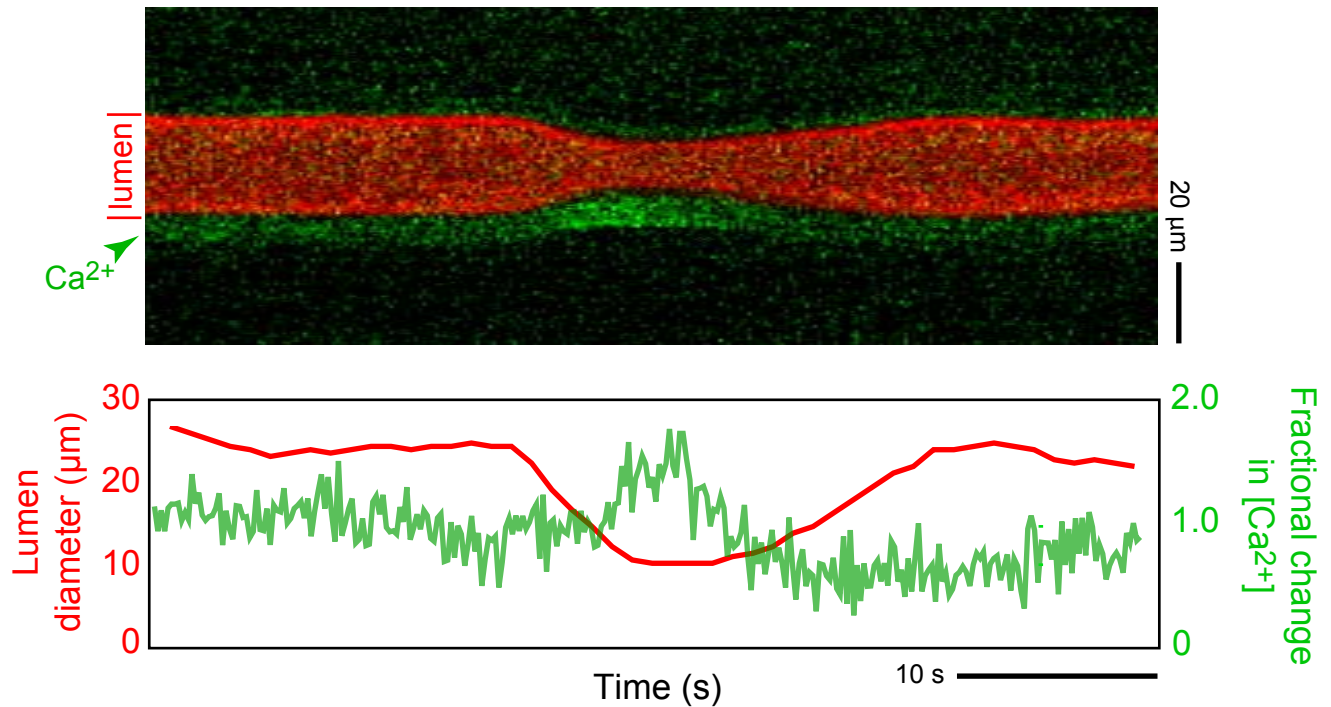 |lumen|
Ca²⁺
20 µm
Lumen
diameter (µm)
30
20
10
0
2.0
1.0
0
Fractional change
in [Ca²⁺]
Time (s)
10 s